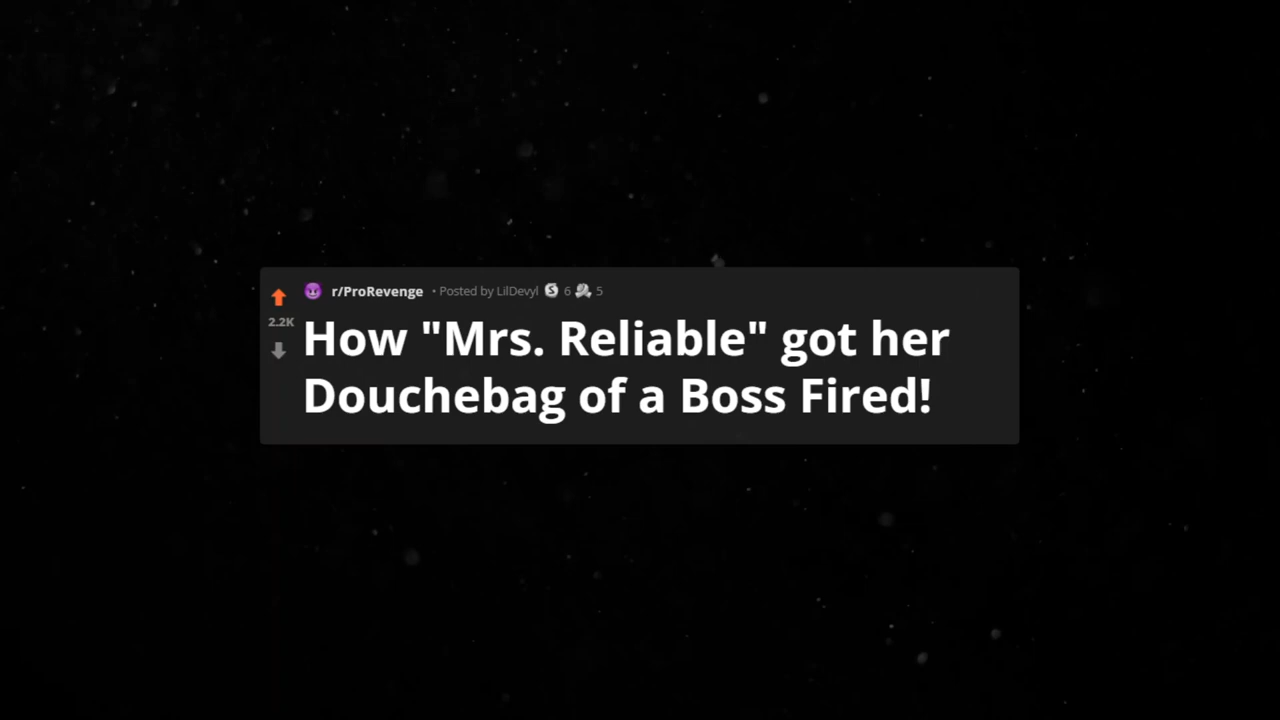 r/ProRevenge • Posted by LilDevyl 6 5
2.2K
How "Mrs. Reliable" got her
Douchebag of a Boss Fired!